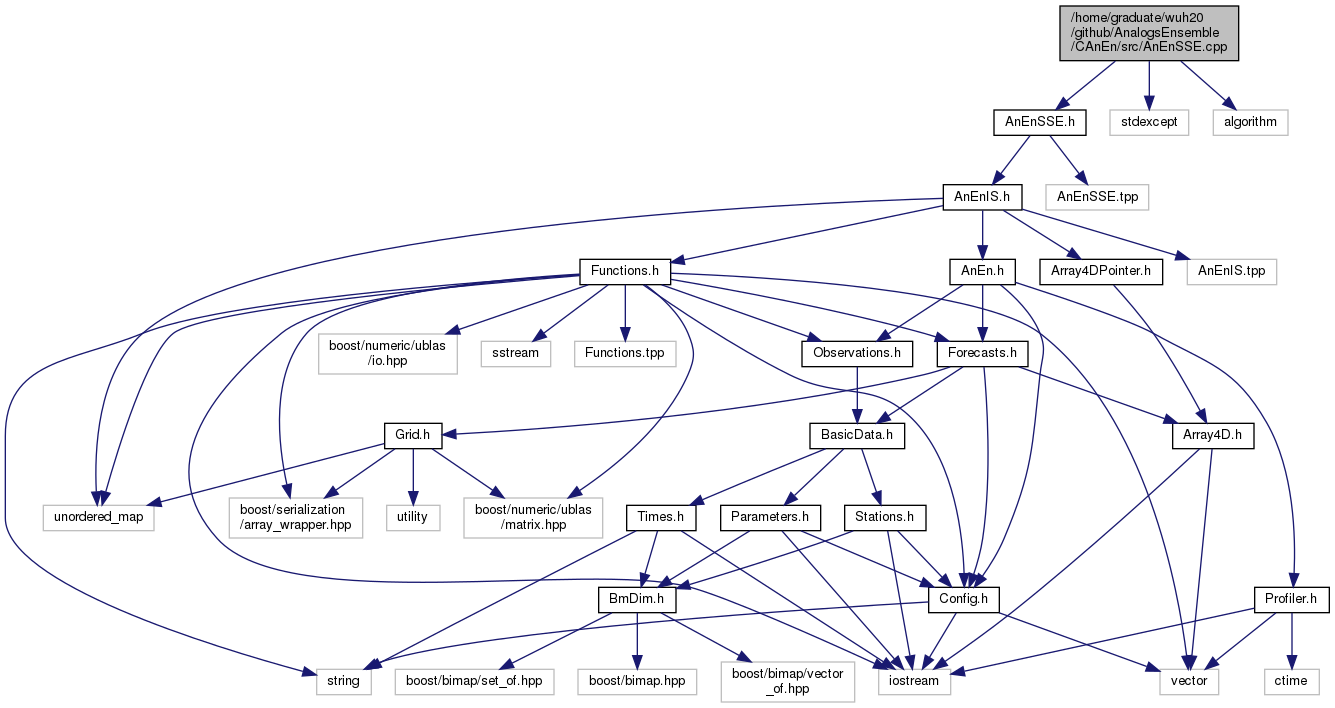 /home/graduate/wuh20
/github/AnalogsEnsemble
/CAnEn/src/AnEnSSE.cpp
AnEnSSE.h
stdexcept
algorithm
AnEnIS.h
AnEnSSE.tpp
Functions.h
AnEn.h
Array4DPointer.h
AnEnIS.tpp
boost/numeric/ublas
/io.hpp
sstream
Functions.tpp
Observations.h
Forecasts.h
Grid.h
BasicData.h
Array4D.h
unordered_map
boost/serialization
/array_wrapper.hpp
utility
boost/numeric/ublas
/matrix.hpp
Times.h
Parameters.h
Stations.h
BmDim.h
Config.h
Profiler.h
string
boost/bimap/set_of.hpp
boost/bimap.hpp
boost/bimap/vector
_of.hpp
iostream
vector
ctime